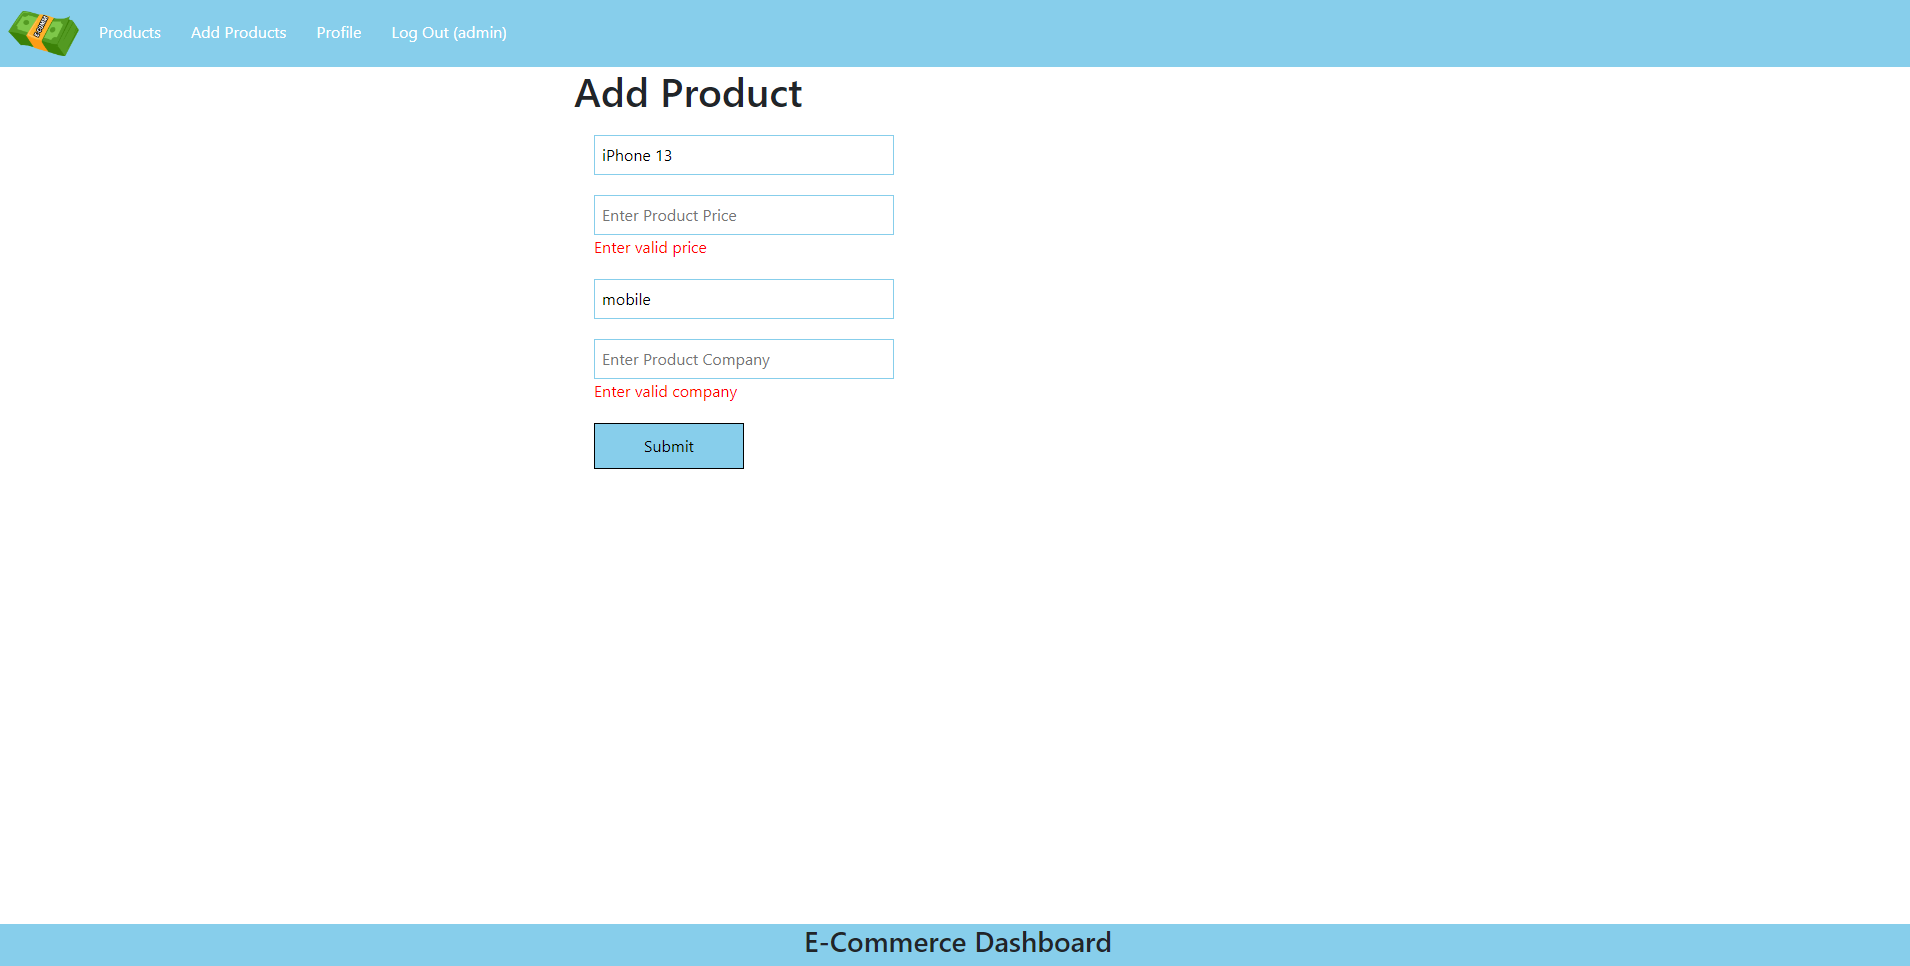 E-COMM
Products Add Products Profile Log Out (admin)
Add Product
iPhone 13
Enter Product Price
Enter valid price
mobile
Enter Product Company
Enter valid company
Submit
E-Commerce Dashboard